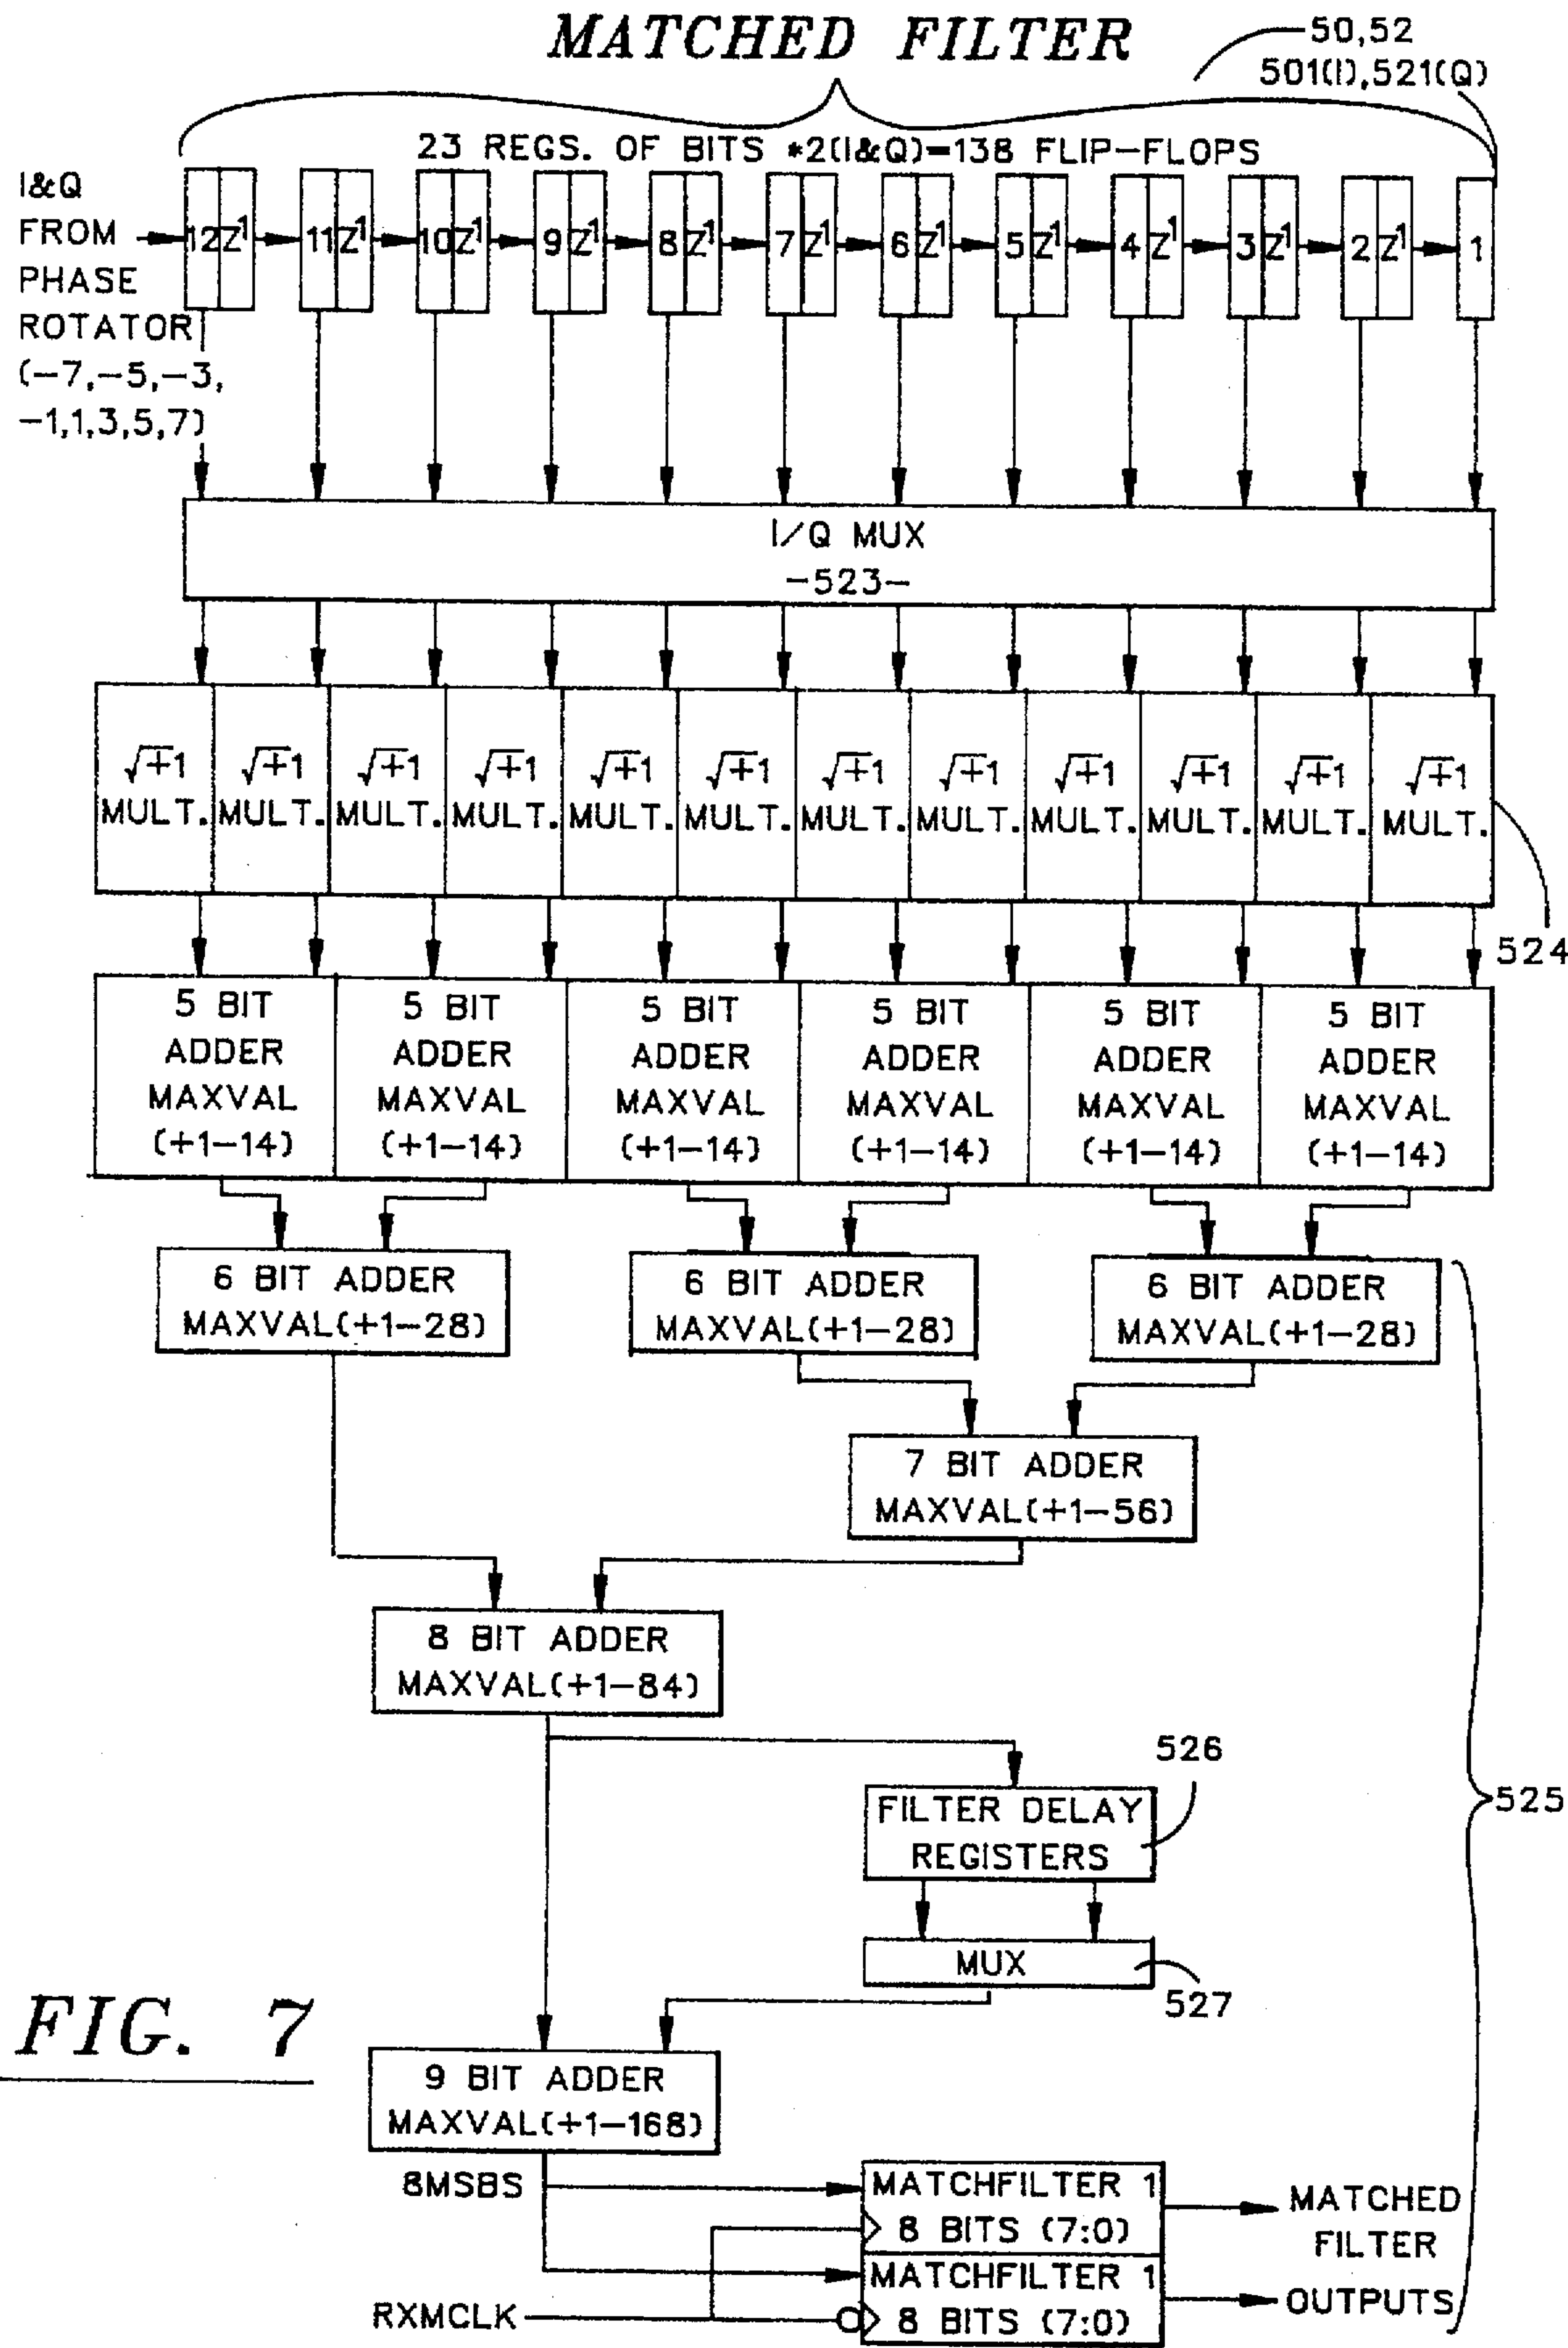 MATCHED FILTER
50,52
501(I),521(Q)
23 REGS. OF BITS *2(I&Q)=138 FLIP-FLOPS
I&Q
FROM
PHASE
ROTATOR
(-7,-5,-3,
-1,1,3,5,7)
12 Z1 11 Z1 10 Z1 9 Z1 8 Z1 7 Z1 6 Z1 5 Z1 4 Z1 3 Z1 2 Z1 1
I/Q MUX
-523-
√+1 √+1 √+1 √+1 √+1 √+1 √+1 √+1 √+1 √+1 √+1 √+1
MULT. MULT. MULT. MULT. MULT. MULT. MULT. MULT. MULT. MULT. MULT. MULT.
524
5 BIT 5 BIT 5 BIT 5 BIT 5 BIT 5 BIT
ADDER ADDER ADDER ADDER ADDER ADDER
MAXVAL MAXVAL MAXVAL MAXVAL MAXVAL MAXVAL
(+1-14) (+1-14) (+1-14) (+1-14) (+1-14) (+1-14)
6 BIT ADDER 6 BIT ADDER 6 BIT ADDER
MAXVAL(+1-28) MAXVAL(+1-28) MAXVAL(+1-28)
7 BIT ADDER
MAXVAL(+1-56)
8 BIT ADDER
MAXVAL(+1-84)
526
FILTER DELAY
REGISTERS
525
MUX
527
FIG. 7
9 BIT ADDER
MAXVAL(+1-168)
8MSBS
MATCHFILTER 1
8 BITS (7:0)
MATCHED
FILTER
MATCHFILTER 1
8 BITS (7:0)
OUTPUTS
RXMCLK